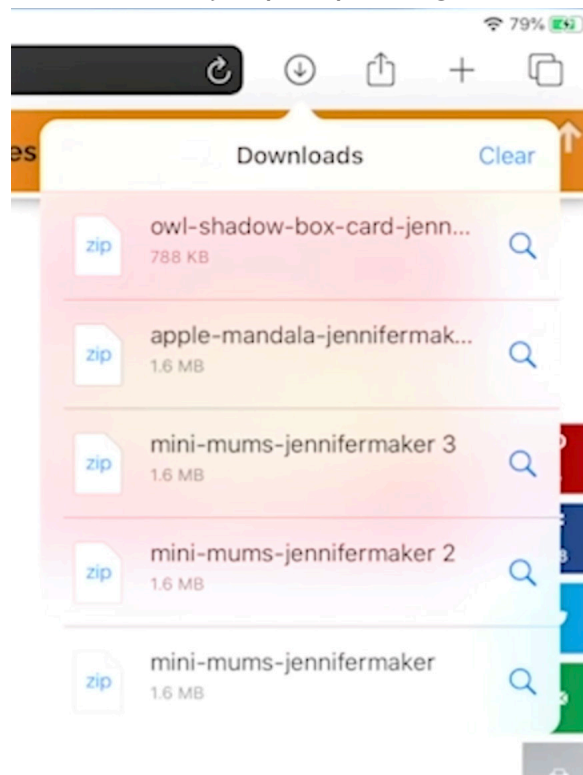 79%
es
Downloads
Clear
zip
owl-shadow-box-card-jenn...
788 KB
zip
apple-mandala-jennifermak...
1.6 MB
zip
mini-mums-jennifermaker 3
1.6 MB
zip
mini-mums-jennifermaker 2
1.6 MB
zip
mini-mums-jennifermaker
1.6 MB